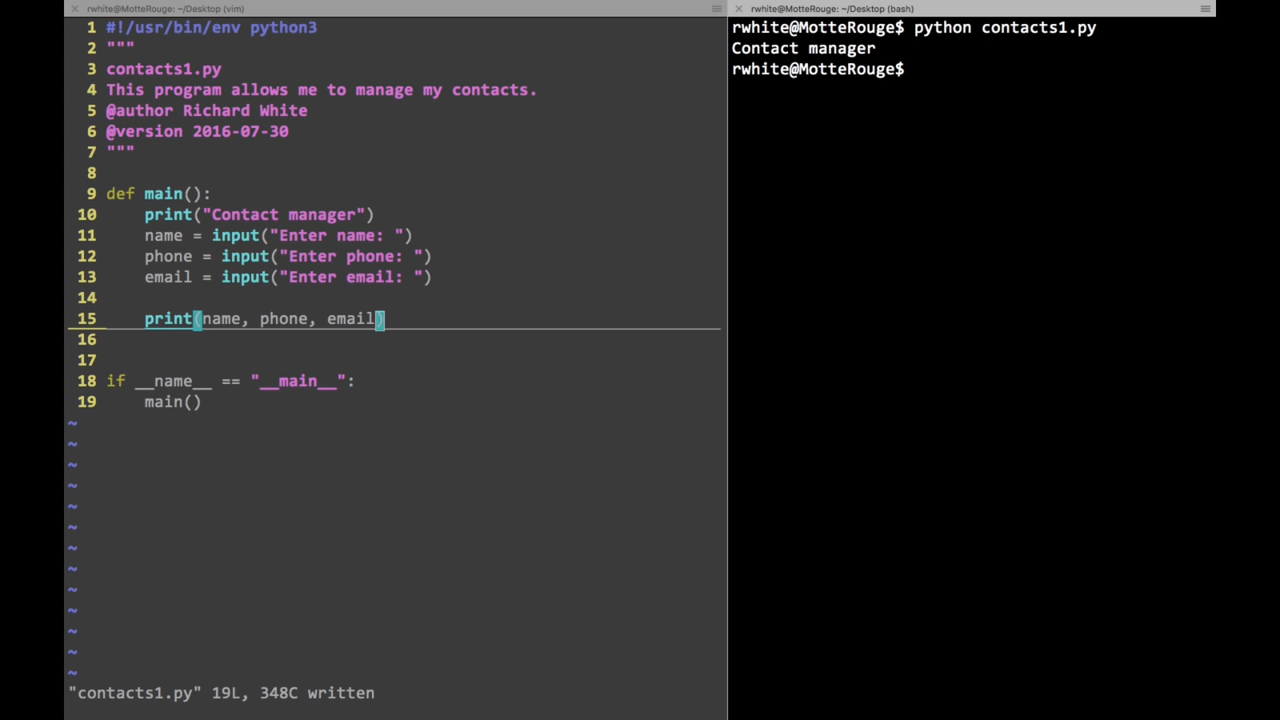 rwhite@MotteRouge: ~/Desktop (vim)
1 #!/usr/bin/env python3
2 """
3 contacts1.py
4 This program allows me to manage my contacts.
5 @author Richard White
6 @version 2016-07-30
7 """
8
9 def main():
10     print("Contact manager")
11     name = input("Enter name: ")
12     phone = input("Enter phone: ")
13     email = input("Enter email: ")
14
15     print(name, phone, email)
16
17
18 if __name__ == "__main__":
19     main()
~
~
~
~
~
~
~
~
~
~
~
~
~
"contacts1.py" 19L, 348C written
rwhite@MotteRouge: ~/Desktop (bash)
rwhite@MotteRouge$ python contacts1.py
Contact manager
rwhite@MotteRouge$